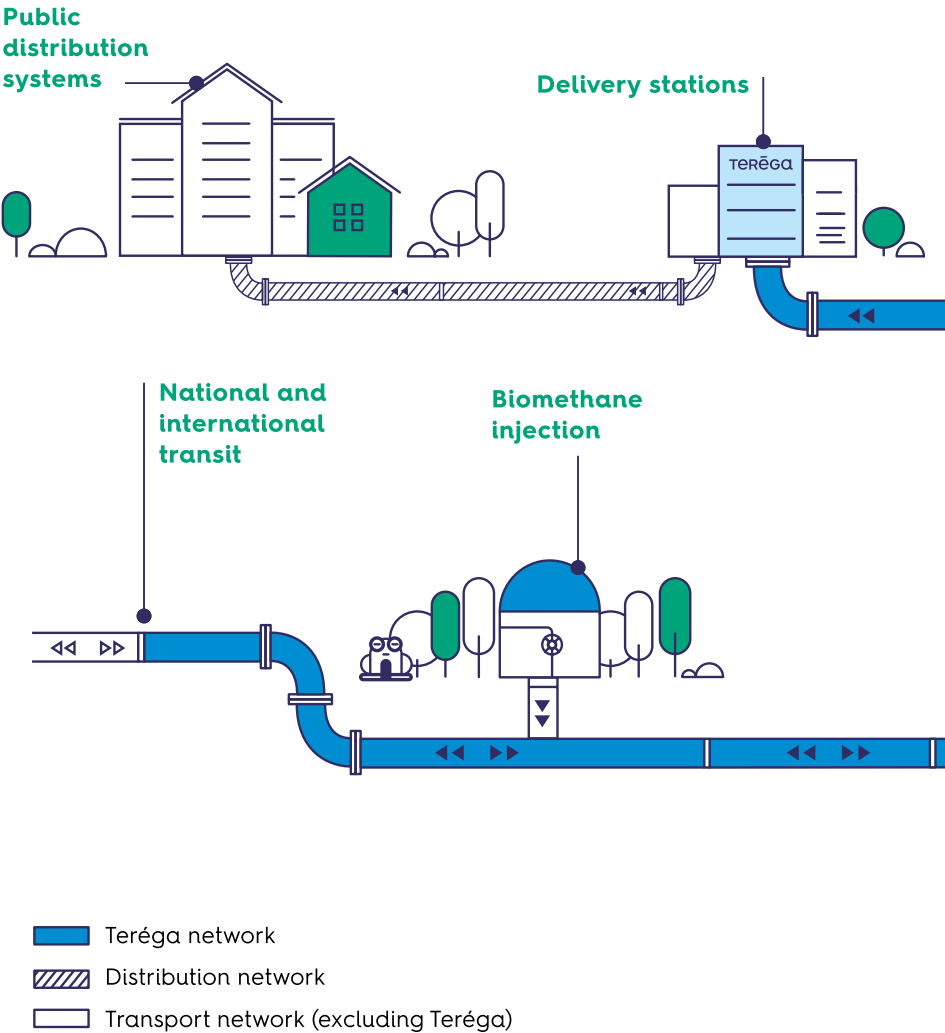 Public
distribution
systems
Delivery stations
TERĒGA
National and
international
transit
Biomethane
injection
Teréga network
Distribution network
Transport network (excluding Teréga)